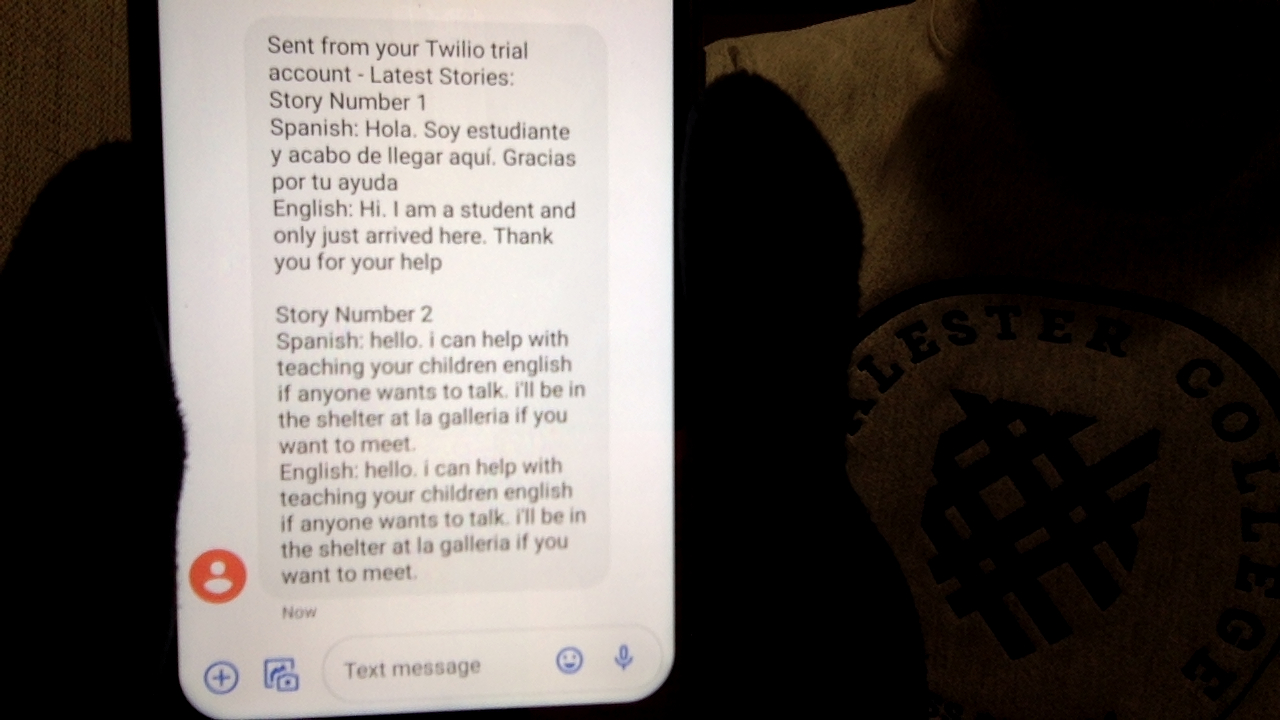 Sent from your Twilio trial
account - Latest Stories:
Story Number 1
Spanish: Hola. Soy estudiante
y acabo de llegar aquí. Gracias
por tu ayuda
English: Hi. I am a student and
only just arrived here. Thank
you for your help
Story Number 2
Spanish: hello. i can help with
teaching your children english
if anyone wants to talk. i'll be in
the shelter at la galleria if you
want to meet.
English: hello. i can help with
teaching your children english
if anyone wants to talk. i'll be in
the shelter at la galleria if you
want to meet.
Now
Text message
ALESTER COLLEGE